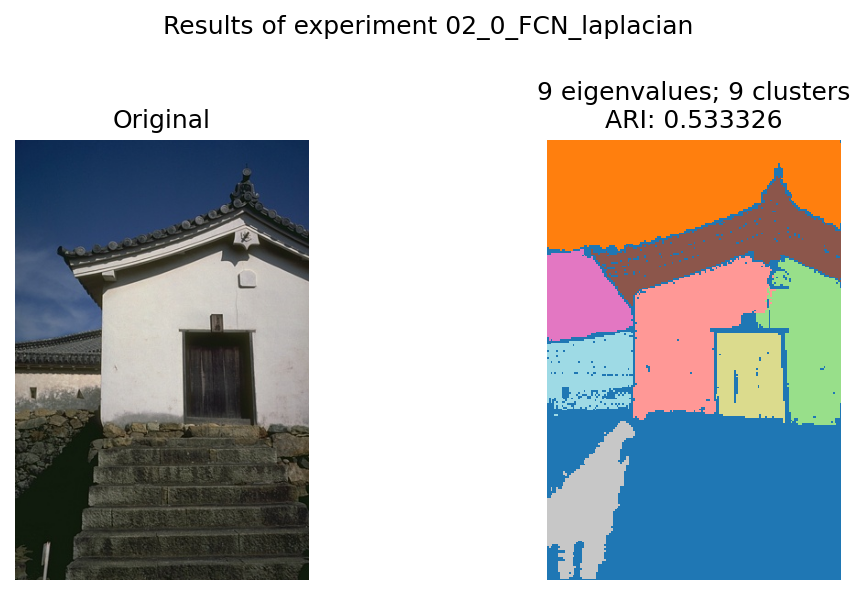 Results of experiment 02_0_FCN_laplacian
Original
9 eigenvalues; 9 clusters
ARI: 0.533326